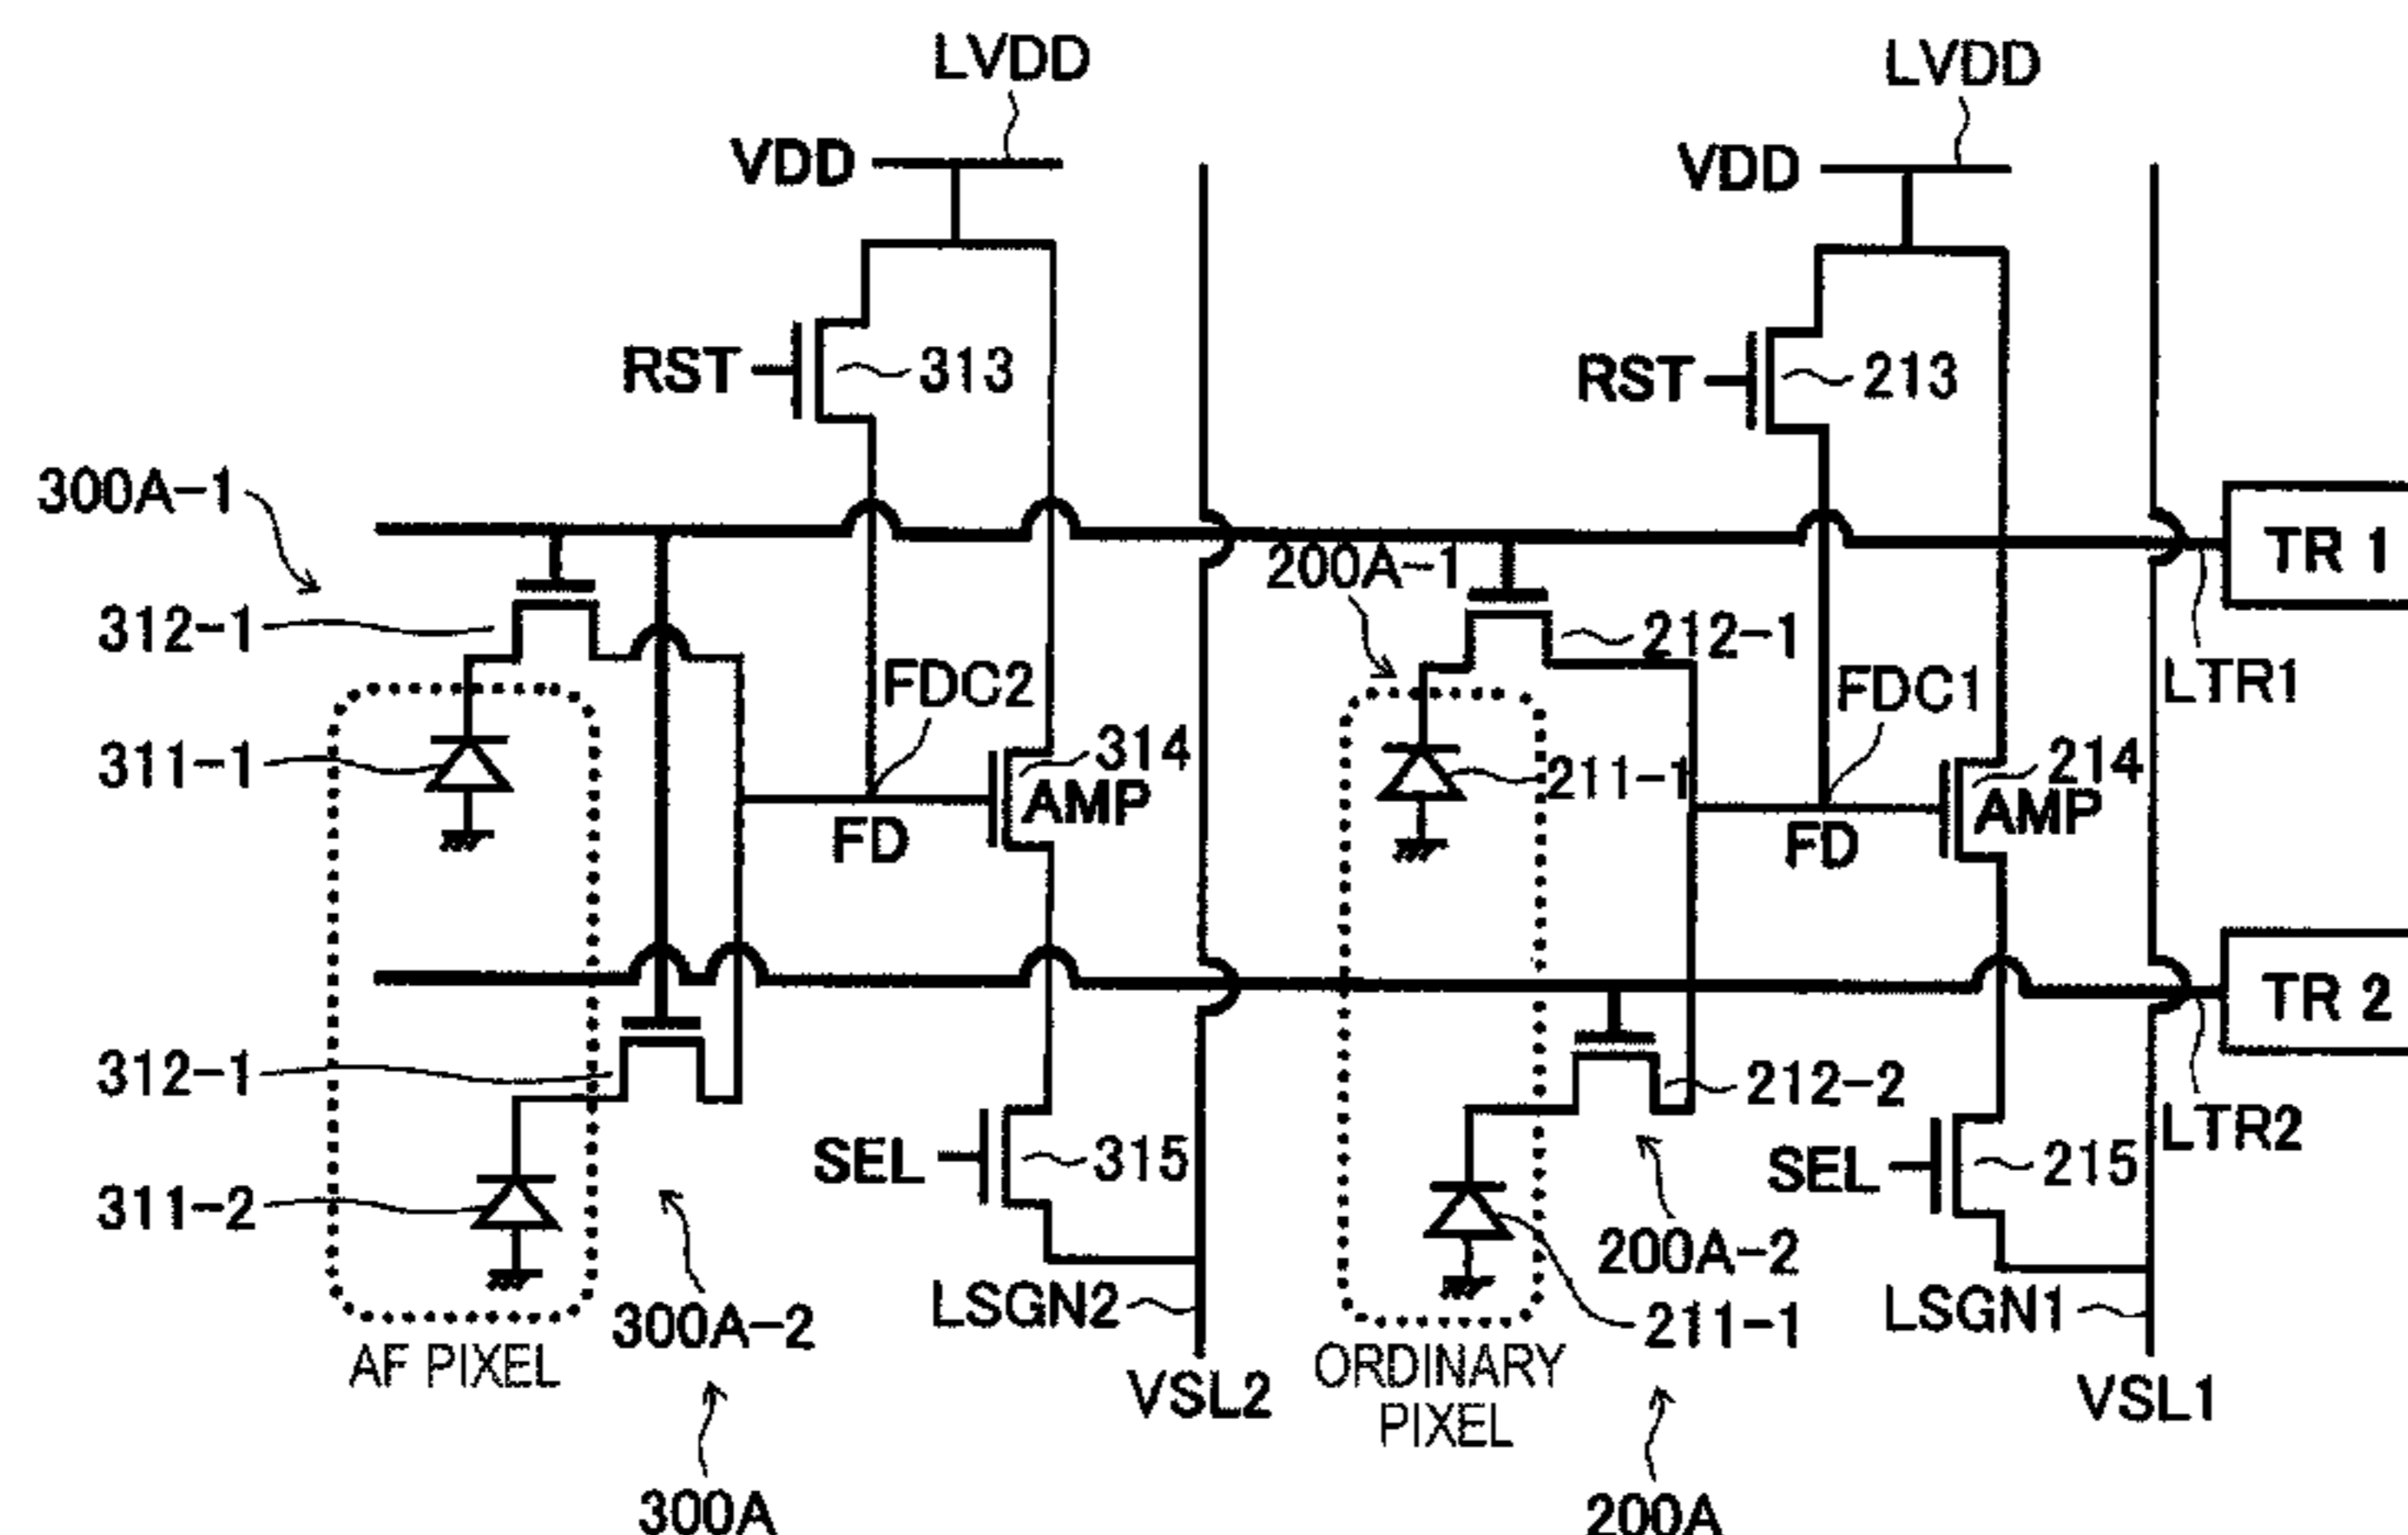 LVDD
LVDD
VDD
VDD
RST
313
RST
213
300A-1
TR 1
200A-1
312-1
212-1
FDC2
FDC1
LTR1
311-1
314
AMP
211-1
214
AMP
FD
FD
TR 2
312-1
212-2
LTR2
SEL
315
SEL
215
311-2
200A-2
LSGN2
300A-2
211-1
LSGN1
AF PIXEL
ORDINARY
PIXEL
VSL2
VSL1
300A
200A